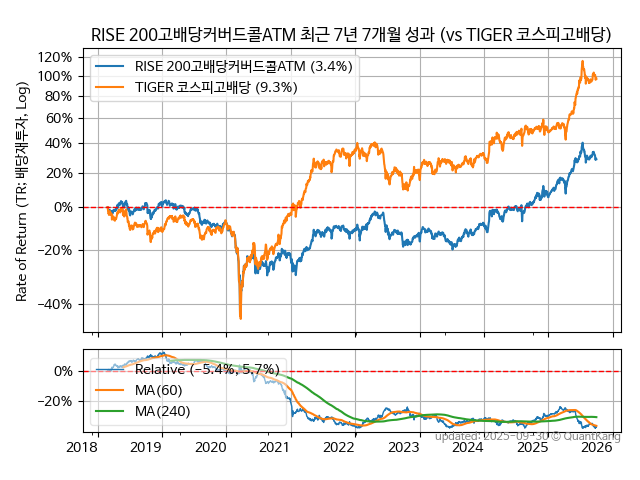 RISE 200고배당커버드콜ATM 최근 7년 7개월 성과 (vs TIGER 코스피고배당)
Rate of Return (TR: 배당재투자, Log)
RISE 200고배당커버드콜ATM (3.4%)
TIGER 코스피고배당 (9.3%)
120%
100%
80%
60%
40%
20%
0%
−20%
−40%
Relative (−5.4%, 5.7%)
MA(60)
MA(240)
0%
−20%
2018 2019 2020 2021 2022 2023 2024 2025 2026
updated: 2025-09-30 © QuantKang